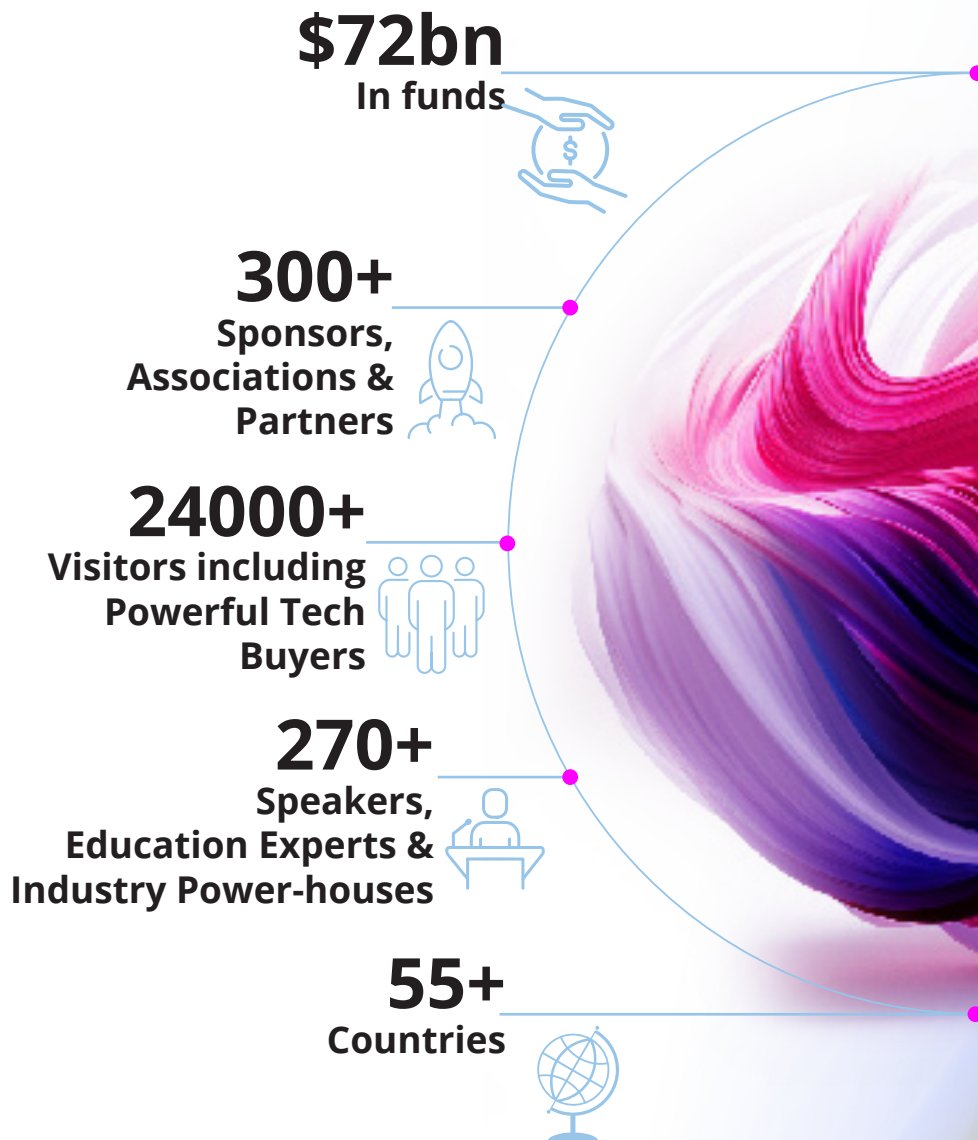 $72bn
In funds
$
300+
Sponsors,
Associations &
Partners
24000+
Visitors including
Powerful Tech
Buyers
270+
Speakers,
Education Experts &
Industry Power-houses
55+
Countries